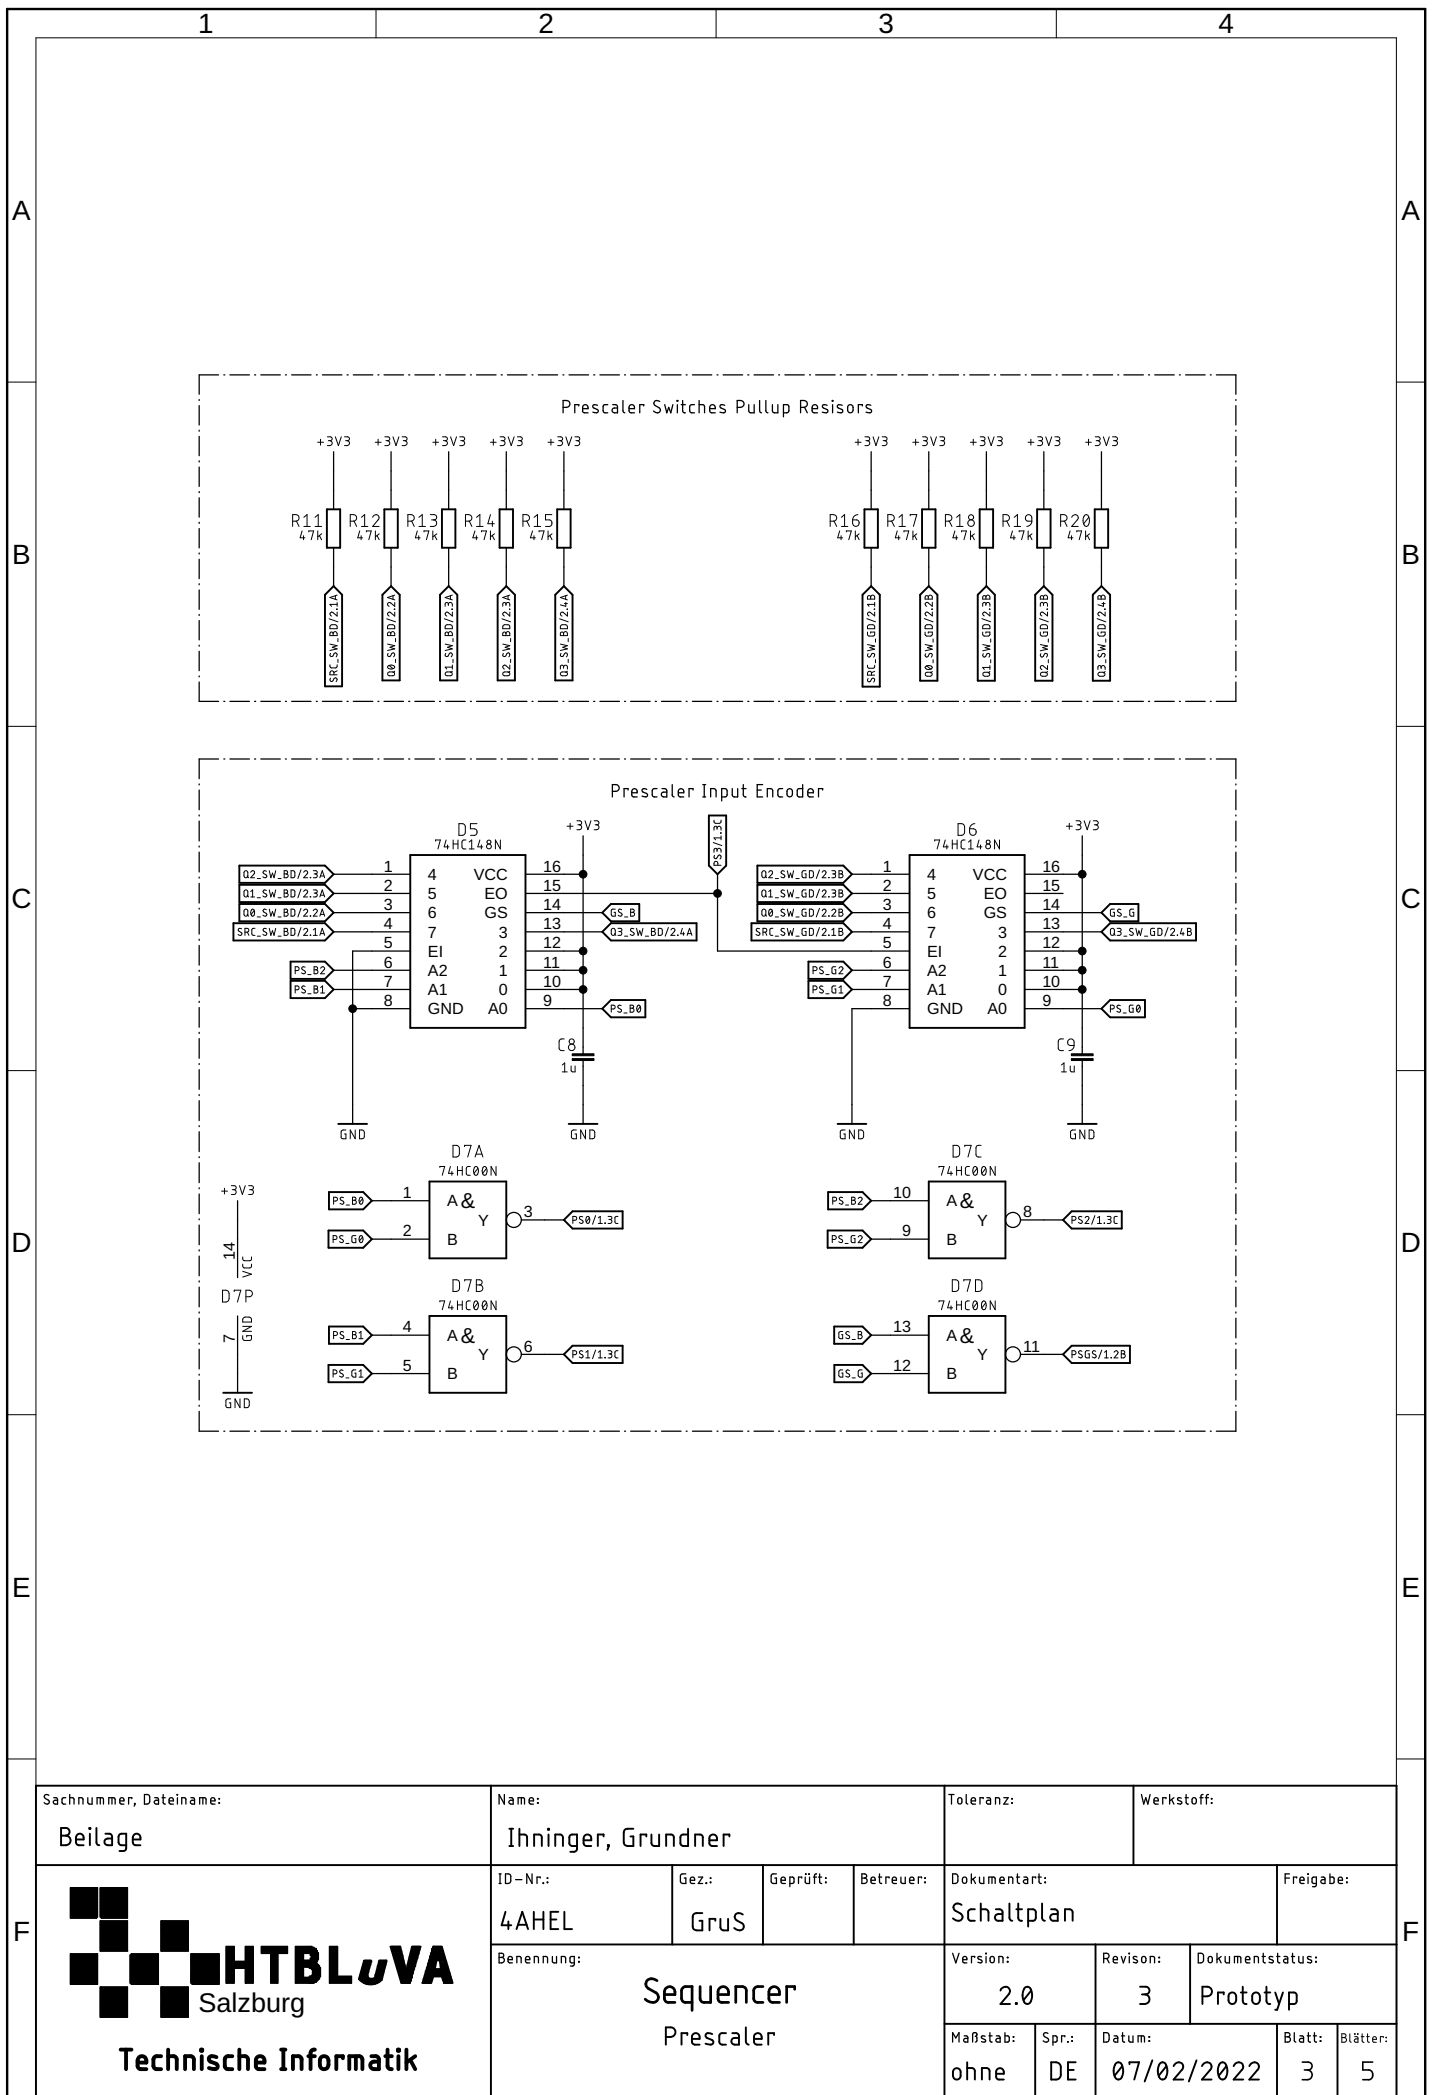 1 2 3 4
A A
Prescaler Switches Pullup Resisors
+3V3 +3V3 +3V3 +3V3 +3V3 +3V3 +3V3 +3V3 +3V3 +3V3
R11 R12 R13 R14 R15 R16 R17 R18 R19 R20
47k 47k 47k 47k 47k 47k 47k 47k 47k 47k
B B
SRC_SW_BD/2.1A
Q0_SW_BD/2.2A
Q1_SW_BD/2.3A
Q2_SW_BD/2.3A
Q3_SW_BD/2.4A
SRC_SW_GD/2.1B
Q0_SW_GD/2.2B
Q1_SW_GD/2.3B
Q2_SW_GD/2.3B
Q3_SW_GD/2.4B
Prescaler Input Encoder
C C
D5
74HC148N
+3V3
Q2_SW_BD/2.3A 1 4 VCC 16
Q1_SW_BD/2.3A 2 5 EO 15
Q0_SW_BD/2.2A 3 6 GS 14 GS_B
SRC_SW_BD/2.1A 4 7 3 13 Q3_SW_BD/2.4A
5 EI 2 12
PS_B2 6 A2 1 11
PS_B1 7 A1 0 10
8 GND A0 9 PS_B0
C8
1u
GND GND
PS3/1.3C
D6
74HC148N
+3V3
Q2_SW_GD/2.3B 1 4 VCC 16
Q1_SW_GD/2.3B 2 5 EO 15
Q0_SW_GD/2.2B 3 6 GS 14 GS_G
SRC_SW_GD/2.1B 4 7 3 13 Q3_SW_GD/2.4B
5 EI 2 12
PS_G2 6 A2 1 11
PS_G1 7 A1 0 10
8 GND A0 9 PS_G0
C9
1u
GND GND
D D
+3V3
14
VCC
D7P
7
GND
GND
D7A
74HC00N
PS_B0 1 A &
Y 3 PS0/1.3C
PS_G0 2 B
D7C
74HC00N
PS_B2 10 A &
Y 8 PS2/1.3C
PS_G2 9 B
D7B
74HC00N
PS_B1 4 A &
Y 6 PS1/1.3C
PS_G1 5 B
D7D
74HC00N
GS_B 13 A &
Y 11 PSGS/1.2B
GS_G 12 B
E E
F F
Sachnummer, Dateiname:
Beilage
Name:
Ihninger, Grundner
Toleranz:
Werkstoff:
HTBLuVA
Salzburg
Technische Informatik
ID-Nr.:
4AHEL
Gez.:
GruS
Geprüft:
Betreuer:
Dokumentart:
Schaltplan
Freigabe:
Benennung:
Sequencer
Prescaler
Version:
2.0
Revison:
3
Dokumentstatus:
Prototyp
Maßstab:
ohne
Spr.:
DE
Datum:
07/02/2022
Blatt:
3
Blätter:
5